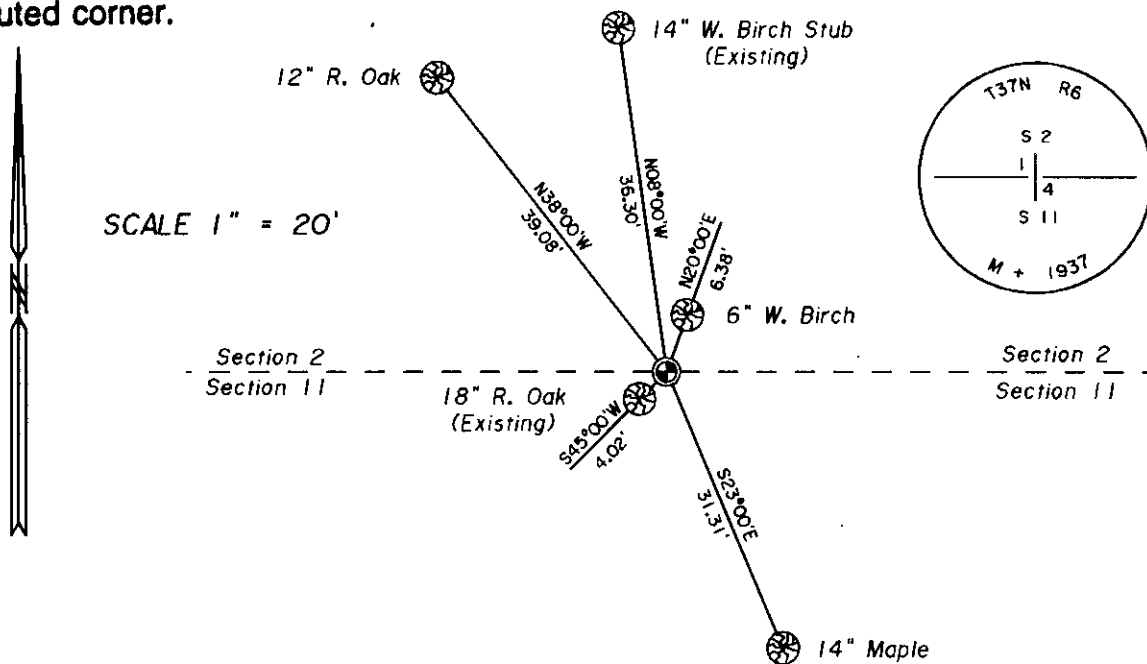 uted corner.
14" W. Birch Stub
(Existing)
12" R. Oak
T37N R6
S 2
1
4
S 11
M + 1937
N38°00'W
39.08'
N08°00'W
36.30'
SCALE 1" = 20'
N20°00'E
6.38'
6" W. Birch
Section 2
Section 11
Section 2
Section 11
18" R. Oak
(Existing)
S45°00'W
4.02'
S23°00'E
31.31'
14" Maple